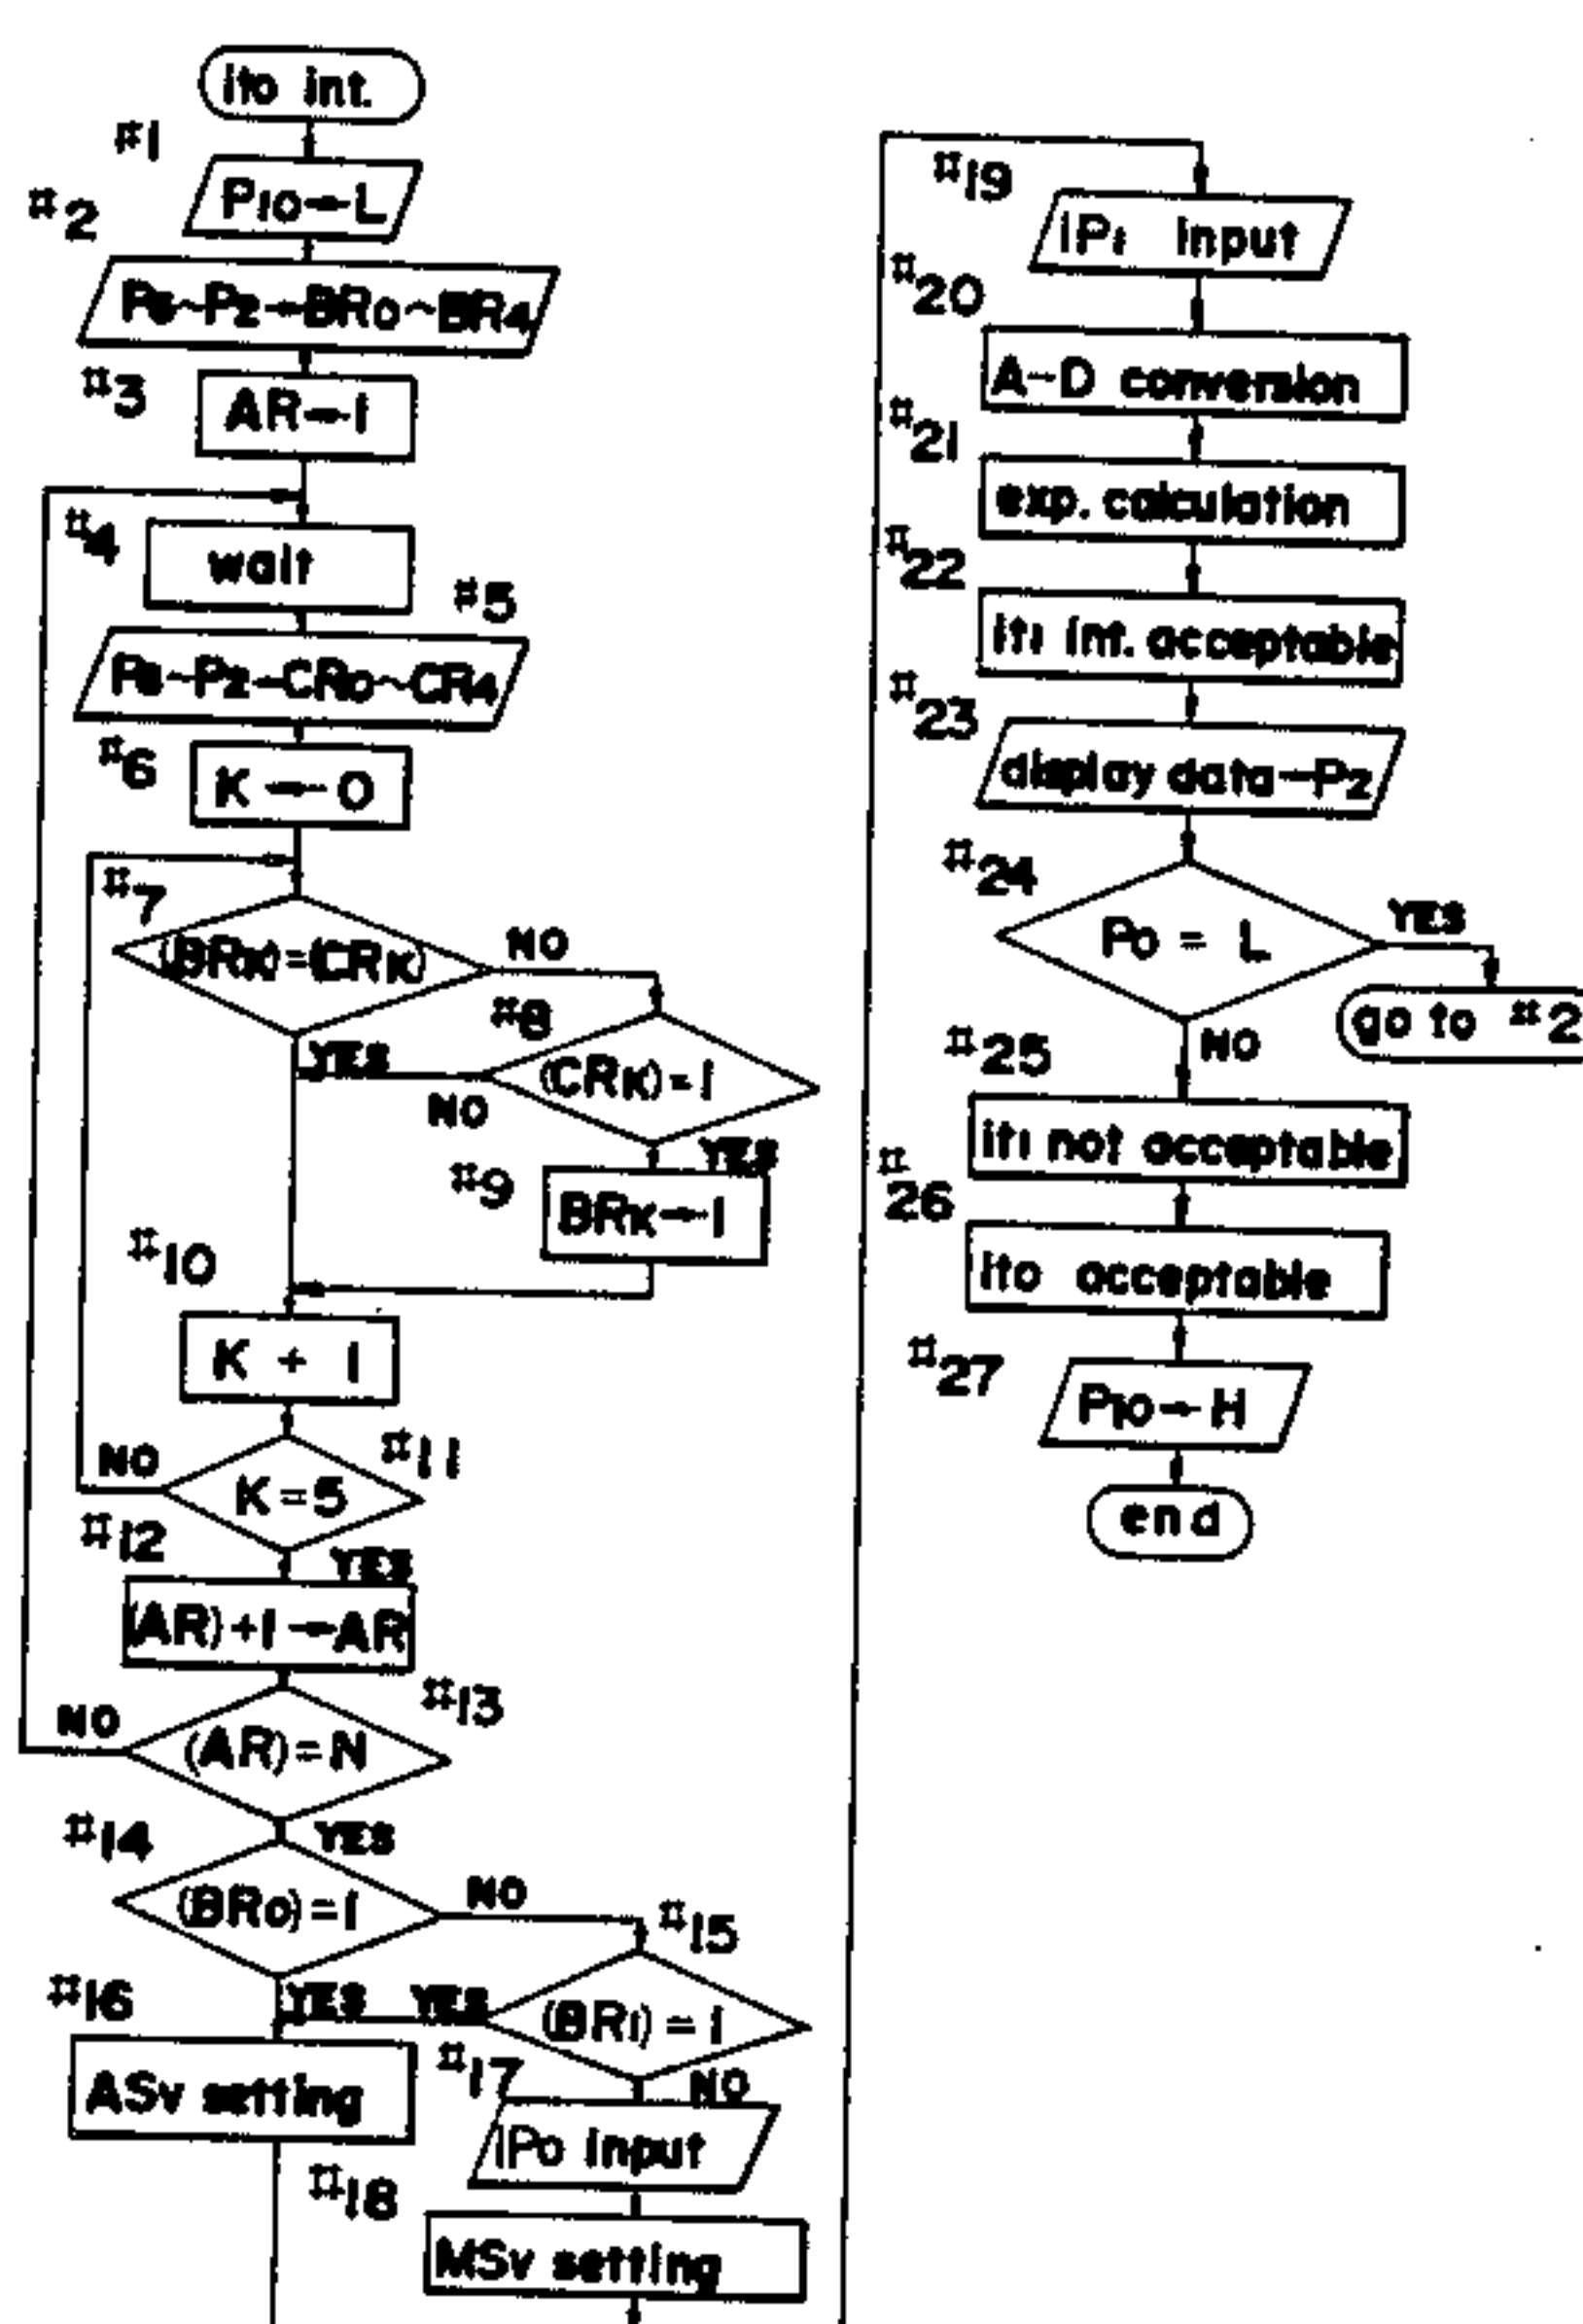 ito int.
#1
P10→L
#2
P6~P2→BR0~BR4
#3
AR→1
#4
wait
#5
P6~P2→CR0~CR4
#6
K→0
#7
(BRK)=(CRK)
NO
YES
#8
(CRK)=1
NO
YES
#9
BRK→1
#10
K + 1
#11
K=5
NO
YES
#12
(AR)+1→AR
#13
(AR)=N
NO
YES
#14
(BR0)=1
NO
YES
#15
(BR1)=1
YES
NO
#16
ASv setting
#17
IP0 input
#18
MSv setting
#19
IP1 input
#20
A-D conversion
#21
exp. calculation
#22
it1 int. acceptable
#23
display data→P2
#24
P0 = L
YES
go to #2
NO
#25
it1 not acceptable
#26
ito acceptable
#27
P10→H
end